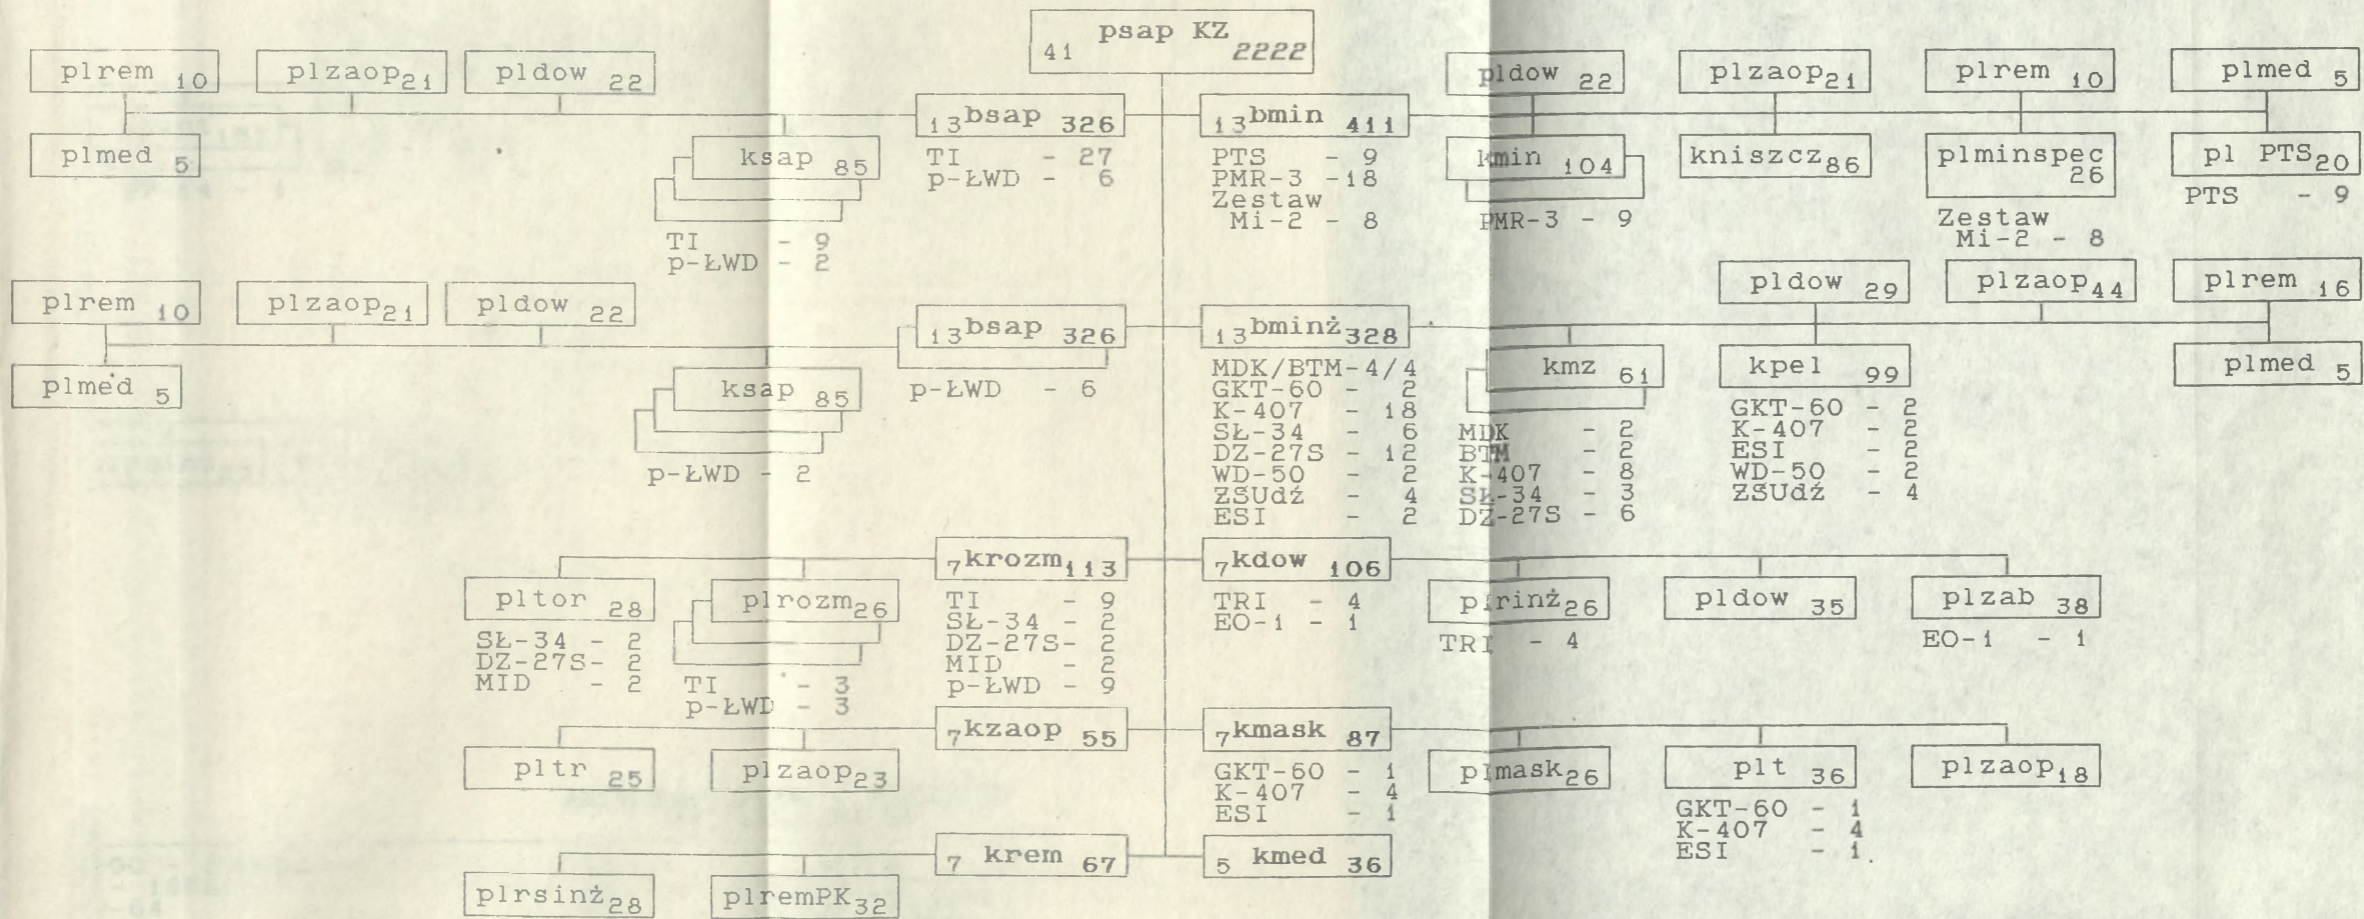 psap KZ
41 2222
plrem 10
plzaop 21
pldow 22
plmed 5
ksap 85
TI - 9
p-ŁWD - 2
13 bsap 326
TI - 27
p-ŁWD - 6
13 bmin 411
PTS - 9
PMR-3 -18
Zestaw
Mi-2 - 8
pldow 22
plzaop 21
plrem 10
plmed 5
kmin 104
PMR-3 - 9
kniszcz 86
plminspec
26
Zestaw
Mi-2 - 8
pl PTS 20
PTS - 9
plrem 10
plzaop 21
pldow 22
plmed 5
ksap 85
p-ŁWD - 2
13 bsap 326
p-ŁWD - 6
13 bminż 328
MDK/BTM-4/4
GKT-60 - 2
K-407 - 18
SŁ-34 - 6
DZ-27S - 12
WD-50 - 2
ZSUdź - 4
ESI - 2
pldow 29
plzaop 44
plrem 16
kmz 61
MDK - 2
BTM - 2
K-407 - 8
SŁ-34 - 3
DZ-27S - 6
kpel 99
GKT-60 - 2
K-407 - 2
ESI - 2
WD-50 - 2
ZSUdź - 4
plmed 5
7 krozm 113
TI - 9
SŁ-34 - 2
DZ-27S- 2
MID - 2
p-ŁWD - 9
pltor 28
SŁ-34 - 2
DZ-27S- 2
MID - 2
plrozm 26
TI - 3
p-ŁWD - 3
7 kdow 106
TRI - 4
EO-1 - 1
plrinż 26
TRI - 4
pldow 35
plzab 38
EO-1 - 1
7 kzaop 55
pltr 25
plzaop 23
7 kmask 87
GKT-60 - 1
K-407 - 4
ESI - 1
plmask 26
plt 36
GKT-60 - 1
K-407 - 4
ESI - 1
plzaop 18
7 krem 67
plrsinż 28
plremPK 32
5 kmed 36